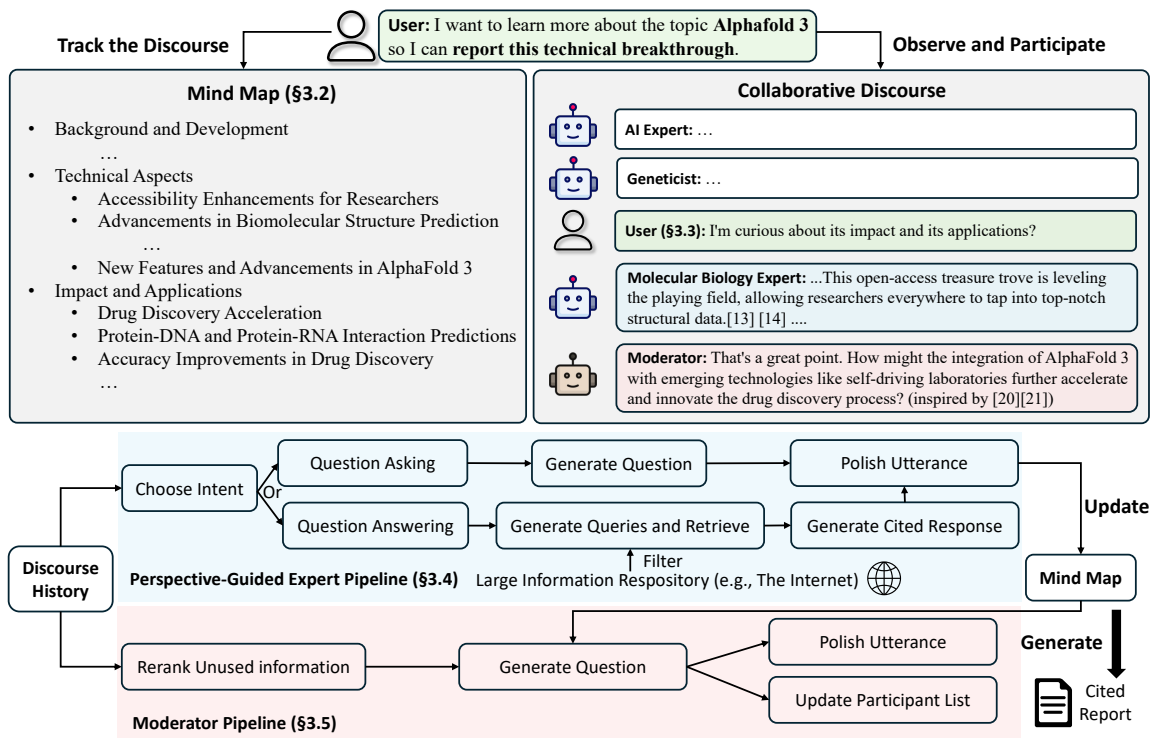 Track the Discourse
User: I want to learn more about the topic Alphafold 3
so I can report this technical breakthrough.
Observe and Participate
Mind Map (§3.2)
• Background and Development
…
• Technical Aspects
• Accessibility Enhancements for Researchers
• Advancements in Biomolecular Structure Prediction
…
• New Features and Advancements in AlphaFold 3
• Impact and Applications
• Drug Discovery Acceleration
• Protein-DNA and Protein-RNA Interaction Predictions
• Accuracy Improvements in Drug Discovery
…
Collaborative Discourse
AI Expert: …
Geneticist: …
User (§3.3): I'm curious about its impact and its applications?
Molecular Biology Expert: ...This open-access treasure trove is leveling
the playing field, allowing researchers everywhere to tap into top-notch
structural data.[13] [14] ....
Moderator: That's a great point. How might the integration of AlphaFold 3
with emerging technologies like self-driving laboratories further accelerate
and innovate the drug discovery process? (inspired by [20][21])
Discourse
History
Choose Intent
Or
Question Asking
Generate Question
Polish Utterance
Question Answering
Generate Queries and Retrieve
Generate Cited Response
Filter
Perspective-Guided Expert Pipeline (§3.4)
Large Information Respository (e.g., The Internet)
Update
Mind Map
Rerank Unused information
Generate Question
Polish Utterance
Update Participant List
Moderator Pipeline (§3.5)
Generate
Cited
Report